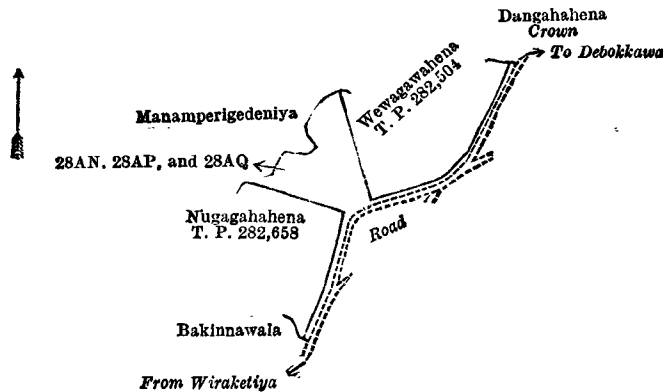 Dangahahena
Crown
To Debokkawa
Wewagawahena
T. P. 282,504
Manamperigedeniya
28AN. 28AP, and 28AQ
Nugagahahena
T. P. 282,658
Road
Bakinnawala
From Wiraketiya